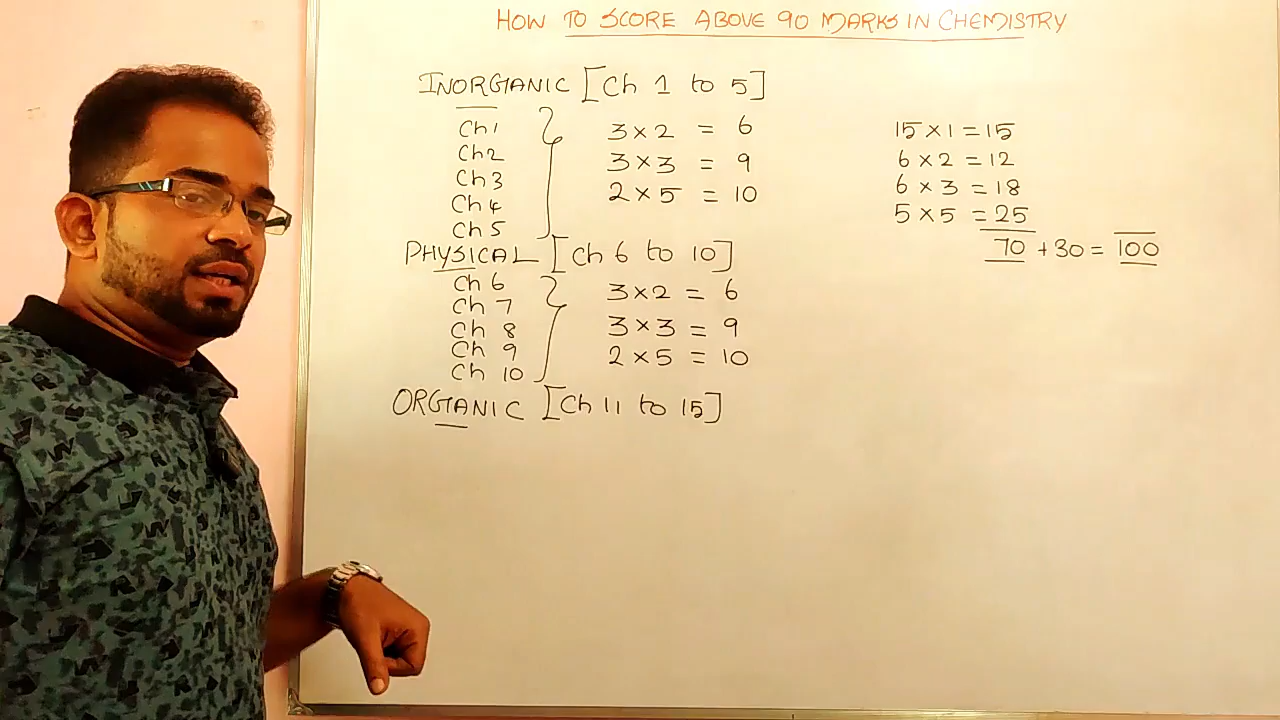 HOW TO SCORE ABOVE 90 MARKS IN CHEMISTRY
INORGANIC [Ch 1 to 5]
Ch1
Ch2
Ch3
Ch4
Ch5
3×2 = 6
3×3 = 9
2×5 = 10
PHYSICAL [Ch 6 to 10]
Ch 6
Ch 7
Ch 8
Ch 9
Ch 10
3×2 = 6
3×3 = 9
2×5 = 10
ORGANIC [Ch 11 to 15]
15×1=15
6×2=12
6×3=18
5×5=25
70+30=100